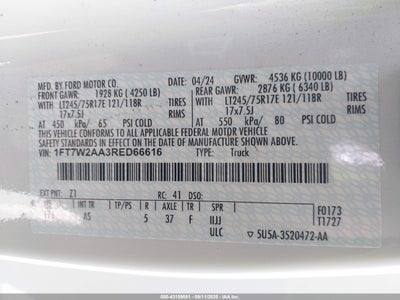 MFD. BY. FORD MOTOR CO.
04/24 GVWR: 4536 KG (10000 LB)
FRONT GAWR: 1928 KG (4250 LB)
REAR GAWR: 2876 KG (6340 LB)
LT245/75R17E 121/118R TIRES
17x7.5J RIMS
LT245/75R17E 121/118R TIRES
17x7.5J RIMS
AT 450 kPa/ 65 PSI COLD
AT 550 kPa/ 80 PSI COLD
THIS VEHICLE CONFORMS TO ALL APPLICABLE FEDERAL MOTOR VEHICLE SAFETY STANDARDS IN EFFECT ON THE DATE OF MANUFACTURE SHOWN ABOVE.
VIN: 1FT7W2AA3RED66616
TYPE: Truck
EXT PNT: Z1 RC: 41 DSO:
WB INT TR TP/PS R AXLE TR SPR
176 AS 5 37 F IIJJ
ULC
F0173
T1727
5U5A-3520472-AA